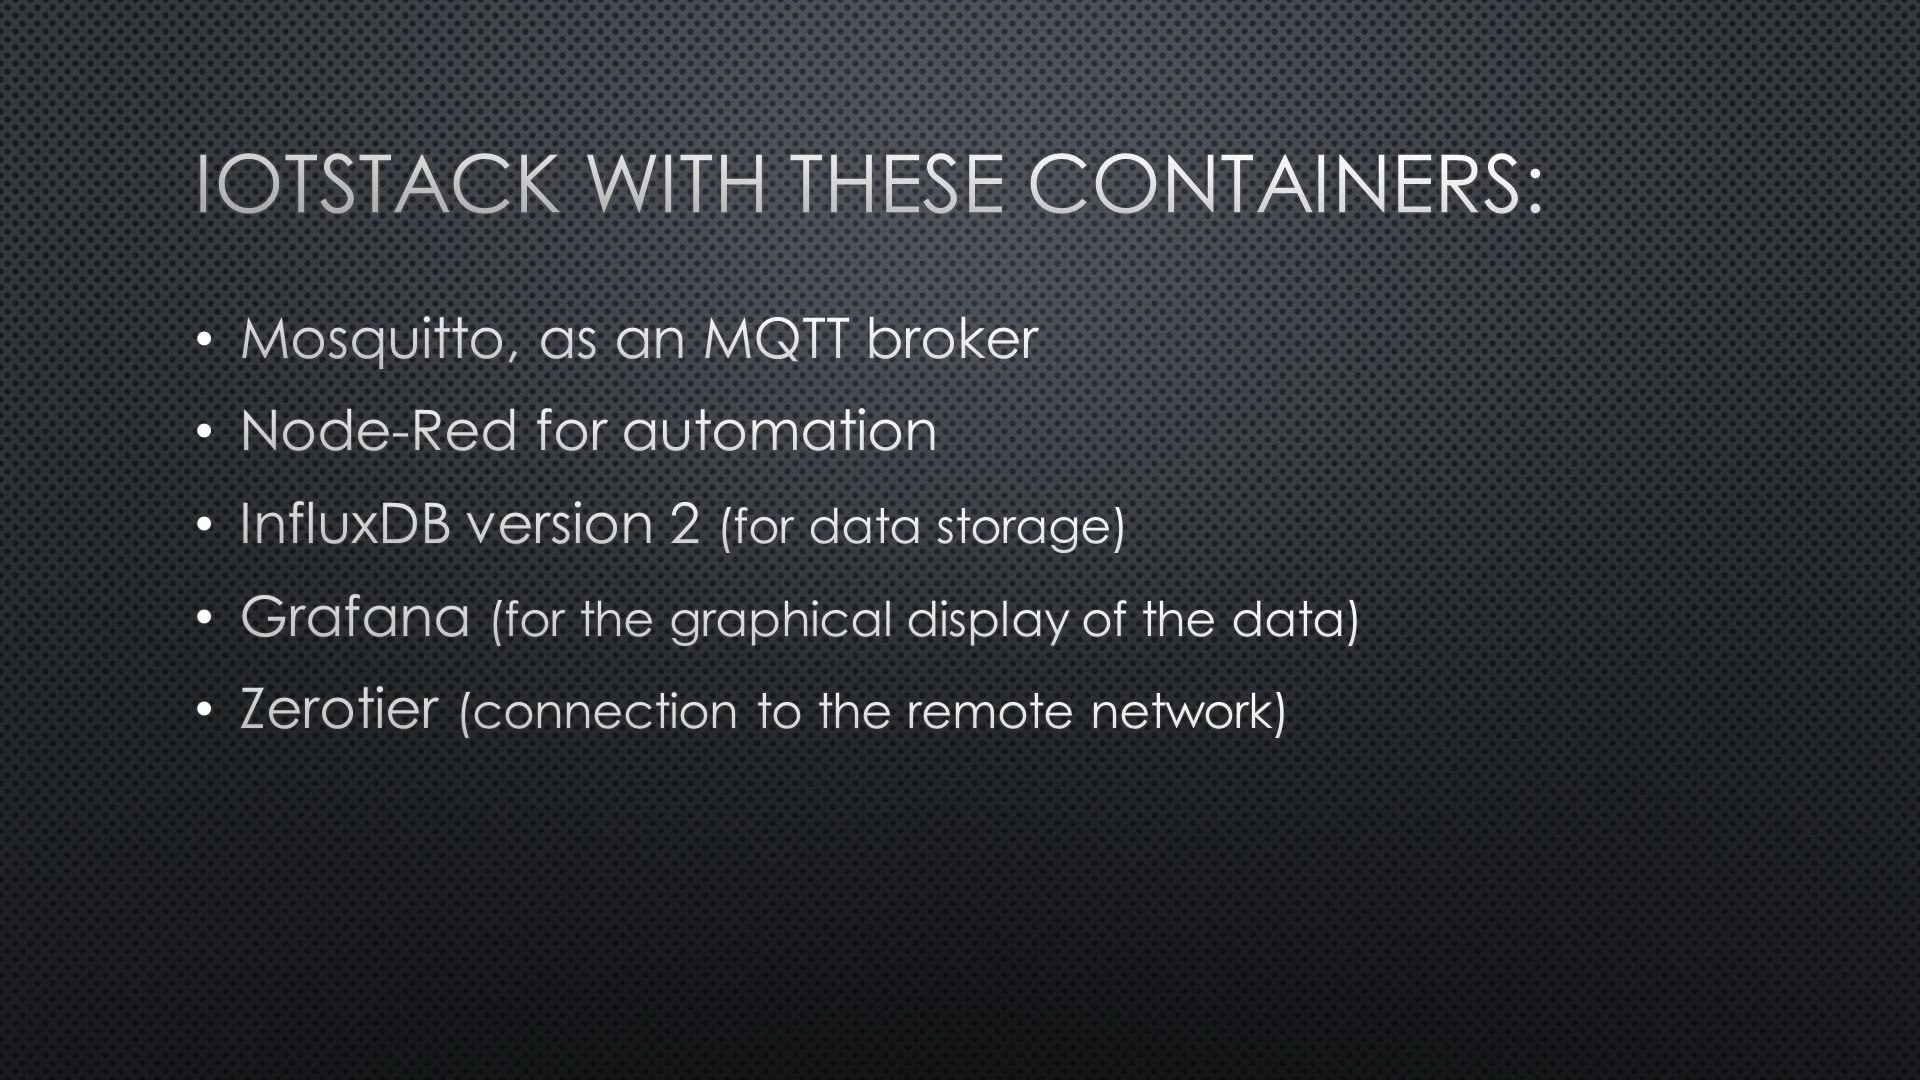 IOTSTACK WITH THESE CONTAINERS:
• Mosquitto, as an MQTT broker
• Node-Red for automation
• InfluxDB version 2 (for data storage)
• Grafana (for the graphical display of the data)
• Zerotier (connection to the remote network)